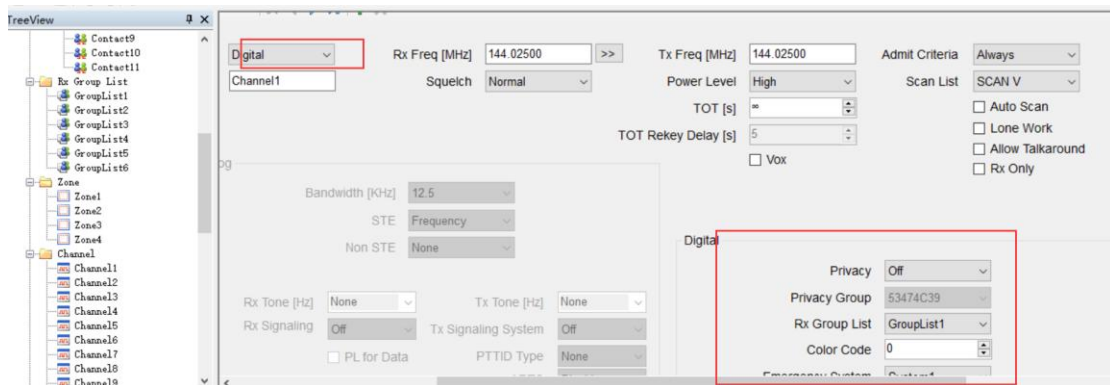 TreeView
Contact9
Contact10
Contact11
Rx Group List
GroupList1
GroupList2
GroupList3
GroupList4
GroupList5
GroupList6
Zone
Zone1
Zone2
Zone3
Zone4
Channel
Channel1
Channel2
Channel3
Channel4
Channel5
Channel6
Channel7
Channel8
Channel9
Digital Rx Freq [MHz] 144.02500 >> Tx Freq [MHz] 144.02500 Admit Criteria Always
Channel1 Squelch Normal Power Level High Scan List SCAN V
TOT [s] ∞ Auto Scan
TOT Rekey Delay [s] 5 Lone Work
Vox Allow Talkaround
Rx Only
og
Bandwidth [KHz] 12.5
STE Frequency
Non STE None
Rx Tone [Hz] None Tx Tone [Hz] None
Rx Signaling Off Tx Signaling System Off
PL for Data PTTID Type None
Digital
Privacy Off
Privacy Group 53474C39
Rx Group List GroupList1
Color Code 0
Emergency System System1